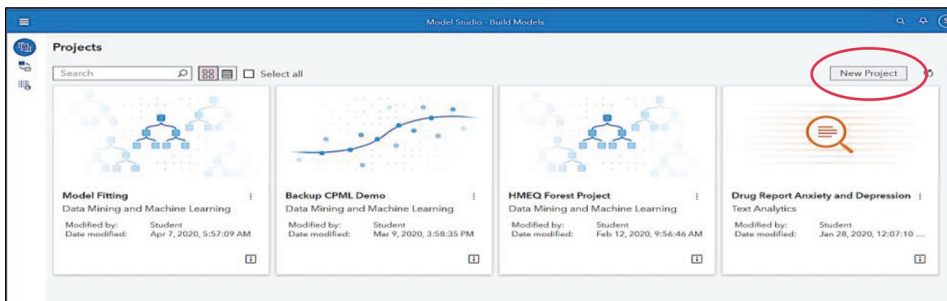 Model Studio - Build Models
Projects
Search
Select all
New Project
Model Fitting
Data Mining and Machine Learning
Modified by: Student
Date modified: Apr 7, 2020, 5:57:09 AM
Backup CPML Demo
Data Mining and Machine Learning
Modified by: Student
Date modified: Mar 9, 2020, 3:58:35 PM
HMEQ Forest Project
Data Mining and Machine Learning
Modified by: Student
Date modified: Feb 12, 2020, 9:56:46 AM
Drug Report Anxiety and Depression
Text Analytics
Modified by: Student
Date modified: Jan 28, 2020, 12:07:10 ...